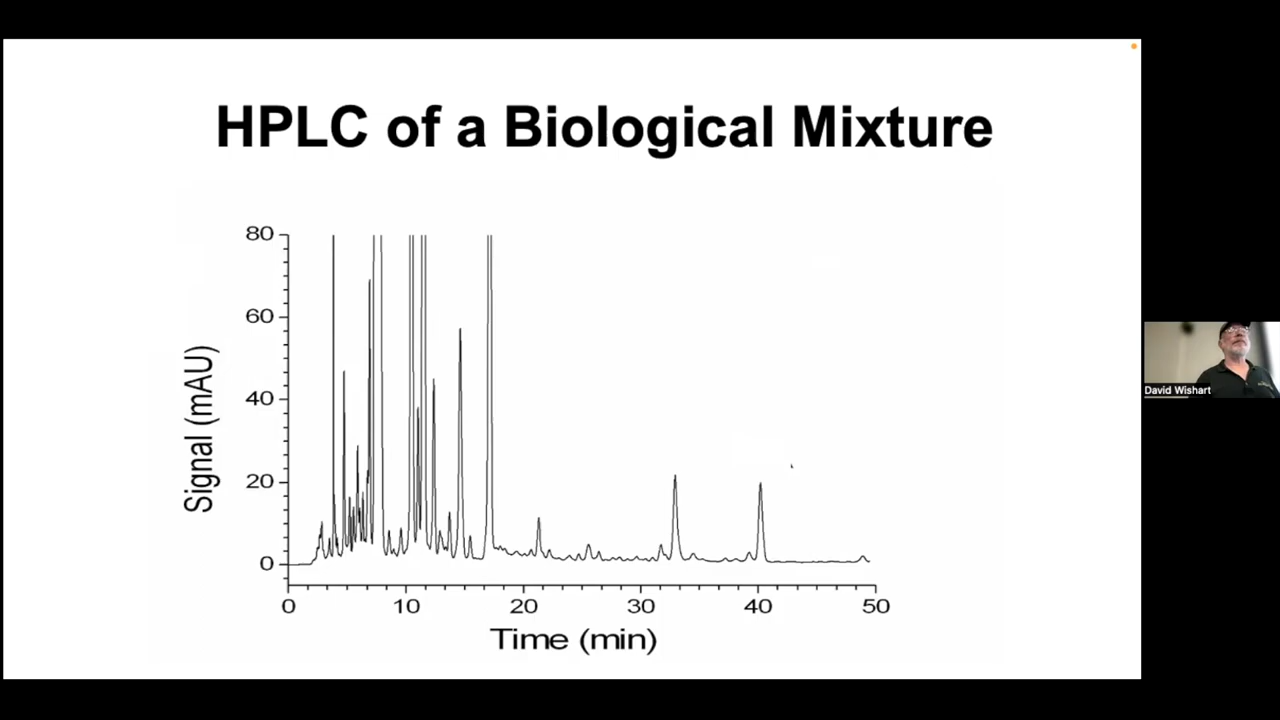 HPLC of a Biological Mixture
80
60
40
20
0
Signal (mAU)
0 10 20 30 40 50
Time (min)
David Wishart